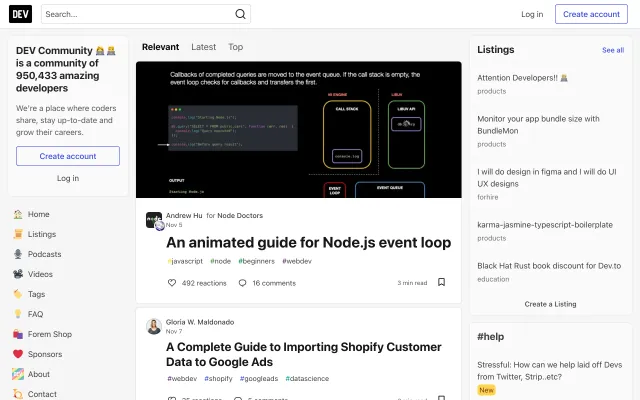 DEV
Search...
Log in
Create account
DEV Community 👩‍💻👨‍💻
is a community of
950,433 amazing
developers
We're a place where coders
share, stay up-to-date and
grow their careers.
Create account
Log in
Home
Listings
Podcasts
Videos
Tags
FAQ
Forem Shop
Sponsors
About
Contact
Relevant
Latest
Top
Callbacks of completed queries are moved to the event queue. If the call stack is empty, the
event loop checks for callbacks and transfers the first.
V8 ENGINE
LIBUV
CALL STACK
LIBUV API
console.log
OUTPUT
Starting Node.js
EVENT
LOOP
EVENT QUEUE
Andrew Hu for Node Doctors
Nov 5
An animated guide for Node.js event loop
#javascript #node #beginners #webdev
492 reactions
16 comments
3 min read
Gloria W. Maldonado
Nov 7
A Complete Guide to Importing Shopify Customer
Data to Google Ads
#webdev #shopify #googleads #datascience
Listings
See all
Attention Developers!!
products
Monitor your app bundle size with
BundleMon
products
I will do design in figma and I will do UI
UX designs
forhire
karma-jasmine-typescript-boilerplate
products
Black Hat Rust book discount for Dev.to
education
Create a Listing
#help
Stressful: How can we help laid off Devs
from Twitter, Strip..etc?
New